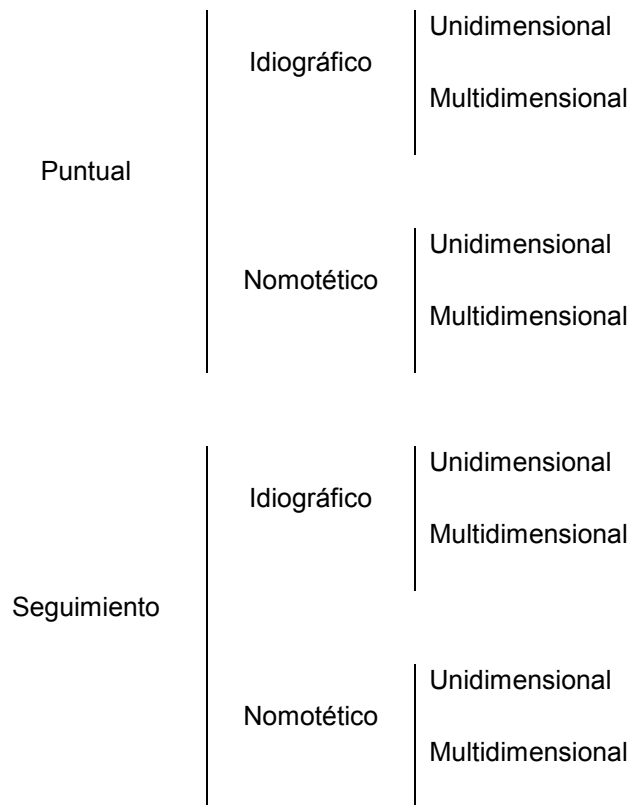 Unidimensional
Idiográfico
Multidimensional
Puntual
Unidimensional
Nomotético
Multidimensional
Unidimensional
Idiográfico
Multidimensional
Seguimiento
Unidimensional
Nomotético
Multidimensional